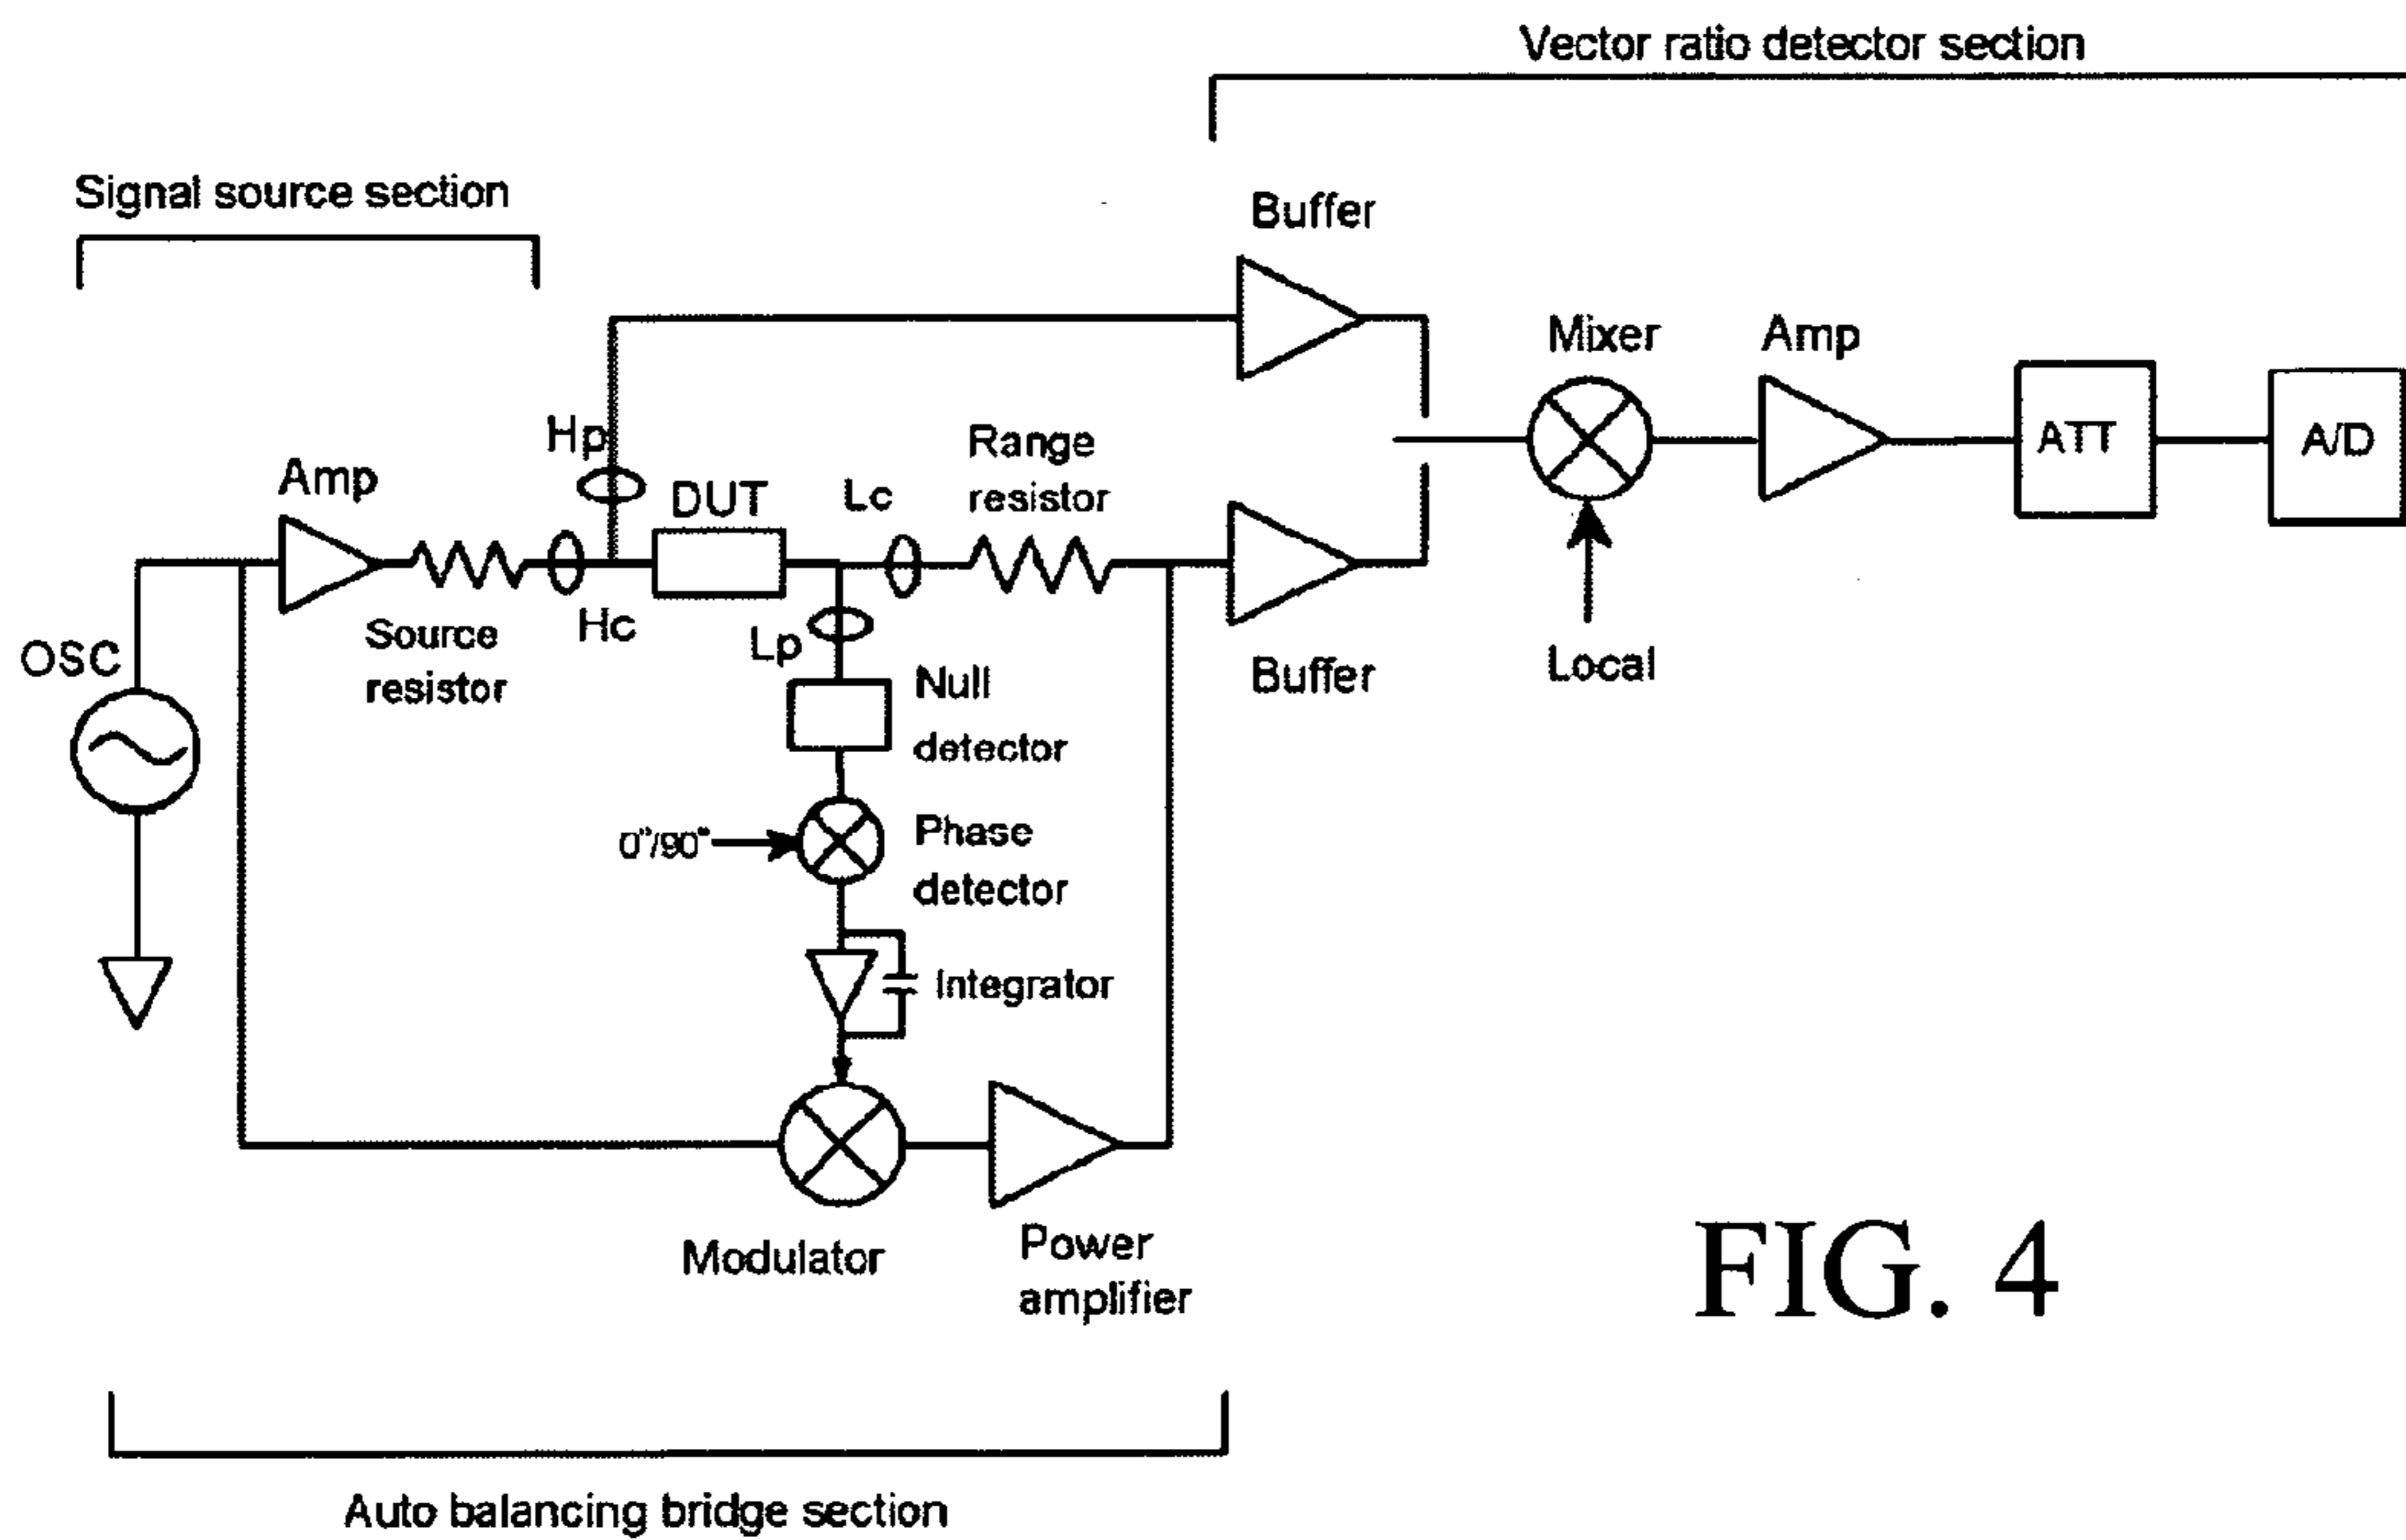 Vector ratio detector section
Signal source section
Buffer
Mixer
Amp
ATT
A/D
Hp
Range
resistor
Amp
DUT
Lc
Source
resistor
Hc
Lp
OSC
Null
detector
Buffer
Local
0°/90°
Phase
detector
Integrator
Modulator
Power
amplifier
FIG. 4
Auto balancing bridge section